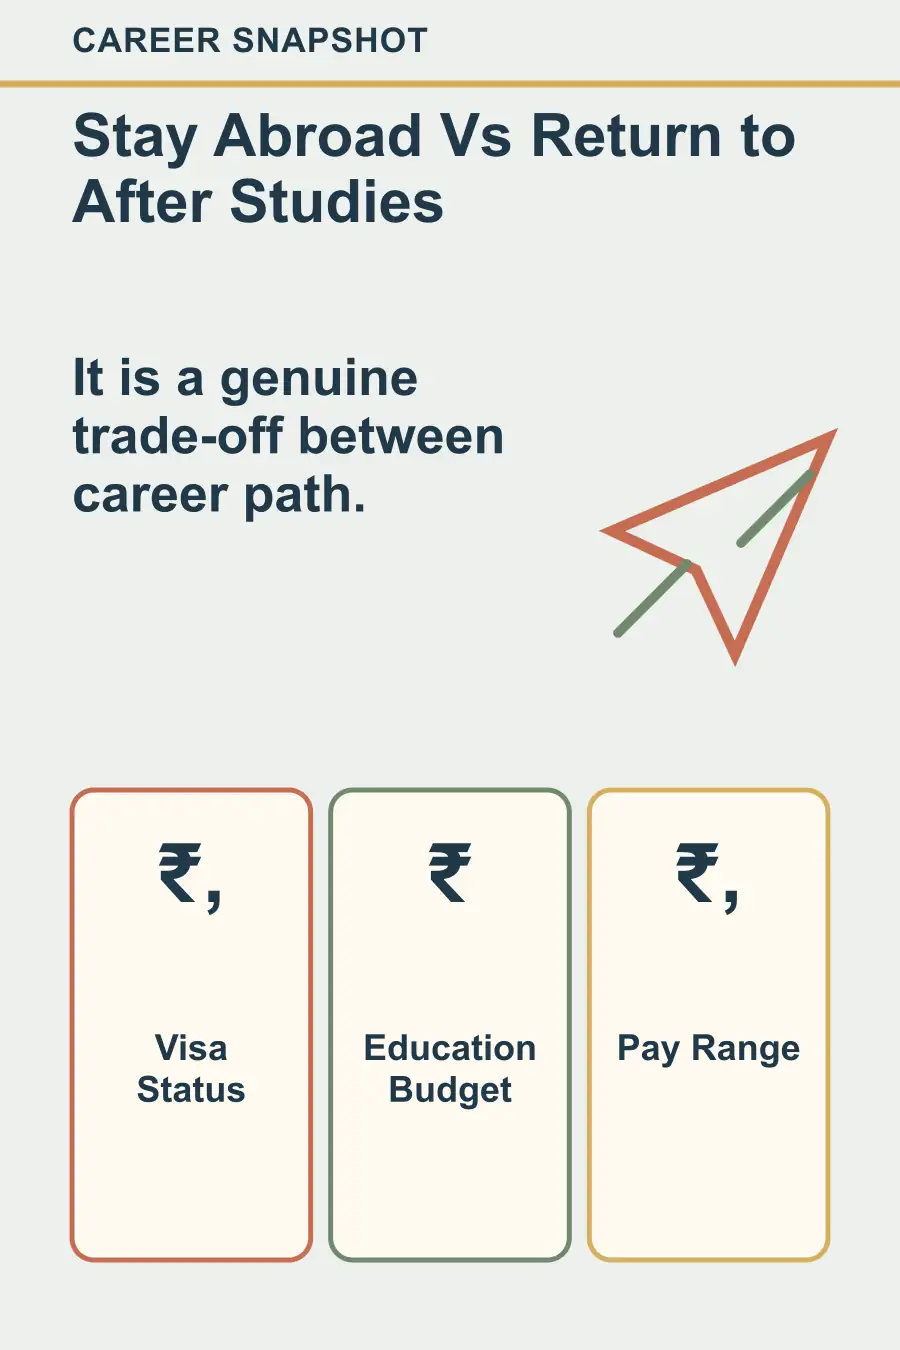 CAREER SNAPSHOT
Stay Abroad Vs Return to
After Studies
It is a genuine
trade-off between
career path.
₹,
Visa
Status
₹
Education
Budget
₹,
Pay Range